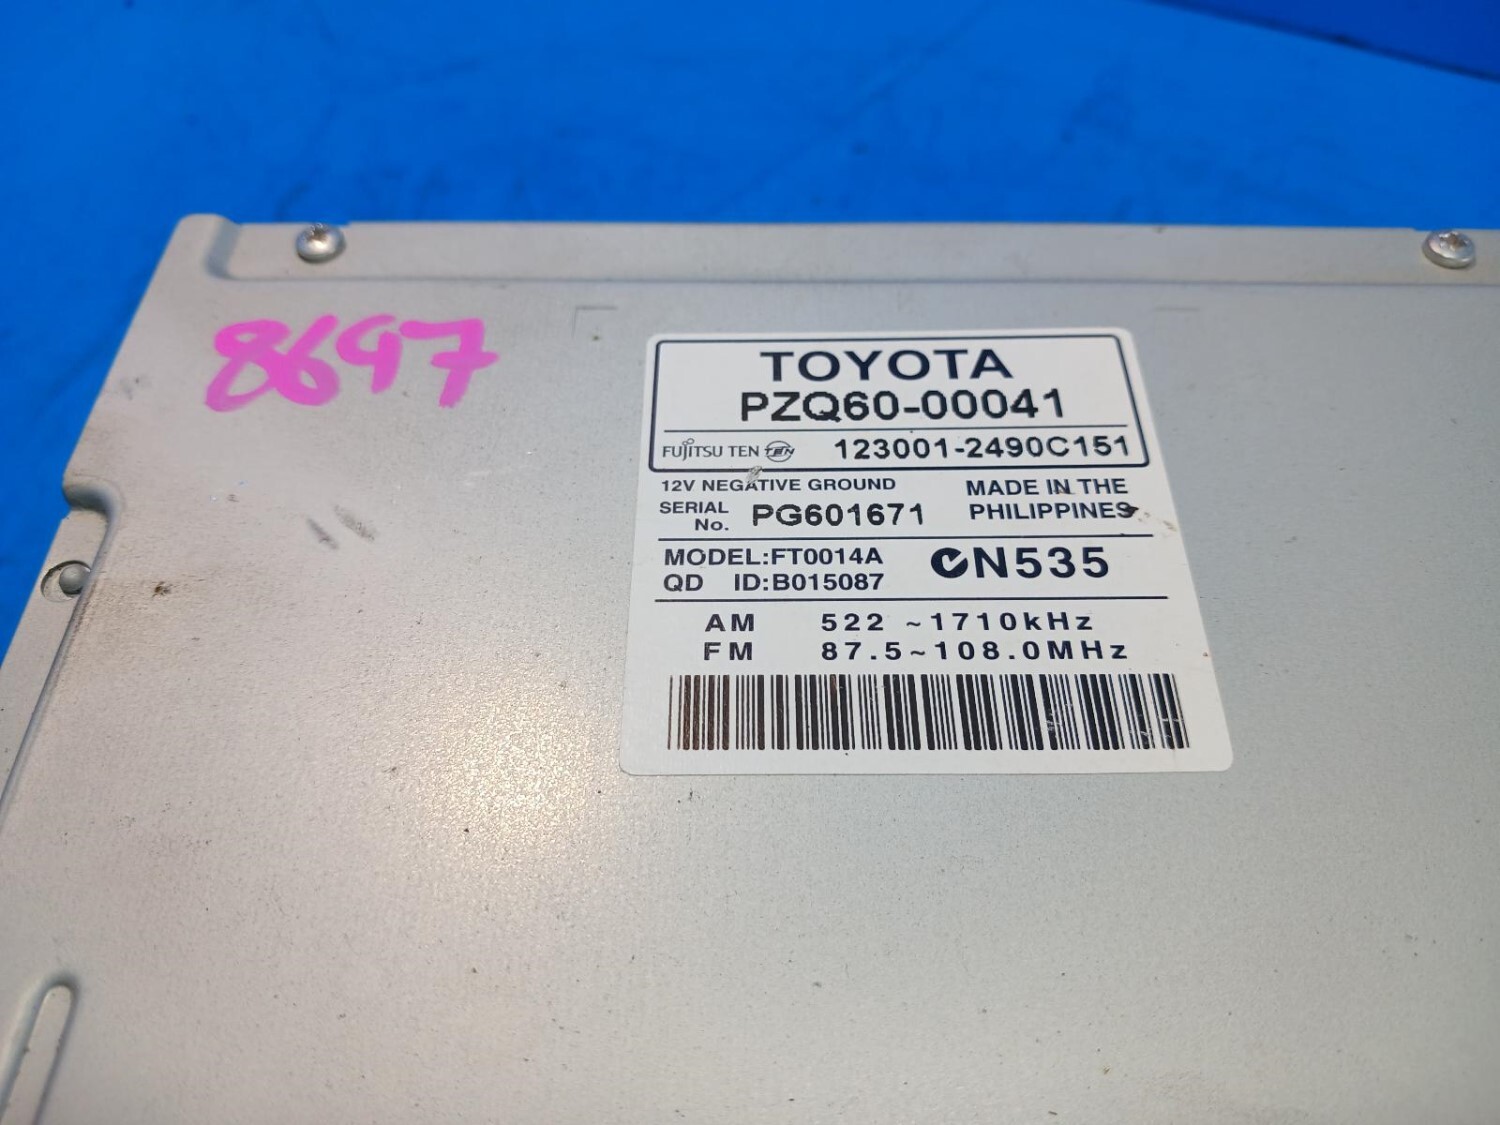 8697
TOYOTA
PZQ60-00041
FUJITSU TEN TEN 123001-2490C151
12V NEGATIVE GROUND
SERIAL No. PG601671
MADE IN THE
PHILIPPINES
MODEL:FT0014A
QD ID:B015087
N535
AM 522 ~1710kHz
FM 87.5~108.0MHz